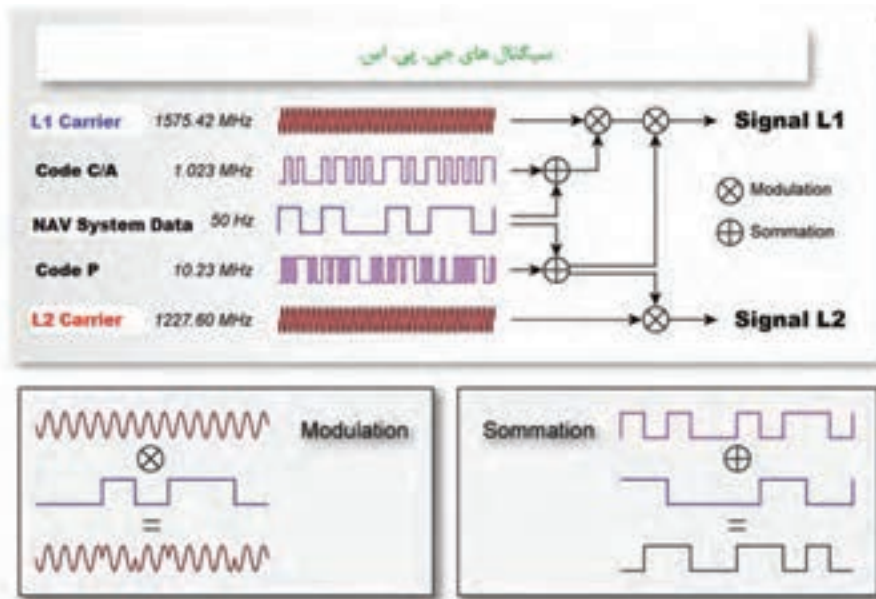 سیگنال های جی. پی. اس.
L1 Carrier 1575.42 MHz Signal L1
Code C/A 1.023 MHz
Modulation
NAV System Data 50 Hz
Sommation
Code P 10.23 MHz
L2 Carrier 1227.60 MHz Signal L2
Modulation
Sommation